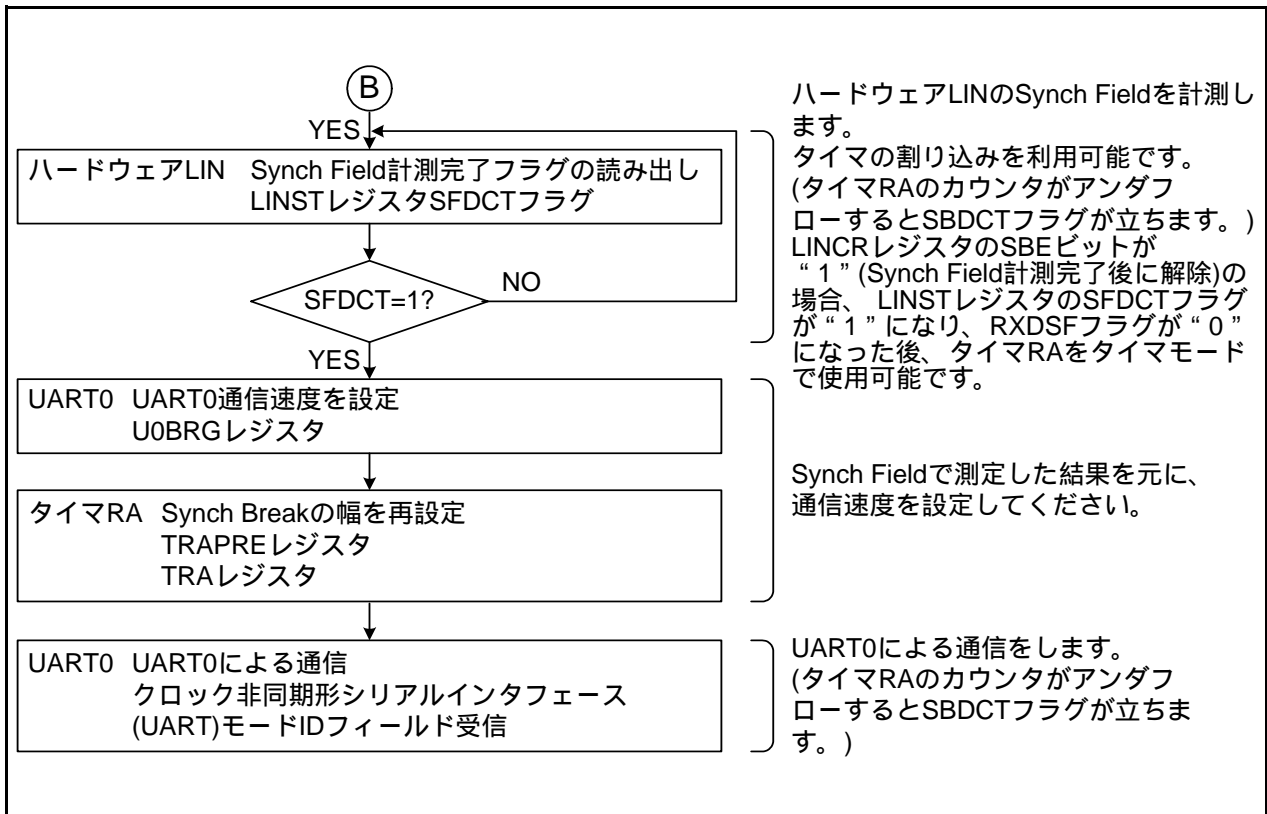 B
YES
ハードウェアLIN Synch Field計測完了フラグの読み出し
LINSTレジスタSFDCTフラグ
SFDCT=1?
NO
YES
UART0 UART0通信速度を設定
U0BRGレジスタ
タイマRA Synch Breakの幅を再設定
TRAPREレジスタ
TRAレジスタ
UART0 UART0による通信
クロック非同期形シリアルインタフェース
(UART)モードIDフィールド受信
ハードウェアLINのSynch Fieldを計測し
ます。
タイマの割り込みを利用可能です。
(タイマRAのカウンタがアンダフ
ローするとSBDCTフラグが立ちます。)
LINCRレジスタのSBEビットが
“1”(Synch Field計測完了後に解除)の
場合、LINSTレジスタのSFDCTフラグ
が“1”になり、RXDSFフラグが“0”
になった後、タイマRAをタイマモード
で使用可能です。
Synch Fieldで測定した結果を元に、
通信速度を設定してください。
UART0による通信をします。
(タイマRAのカウンタがアンダフ
ローするとSBDCTフラグが立ちま
す。)